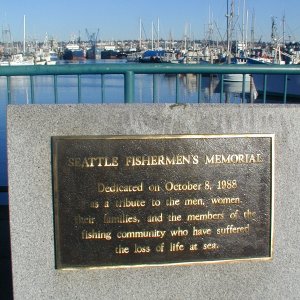 SEATTLE FISHERMEN'S MEMORIAL
Dedicated on October 8, 1988
as a tribute to the men, women,
their families, and the members of the
fishing community who have suffered
the loss of life at sea.